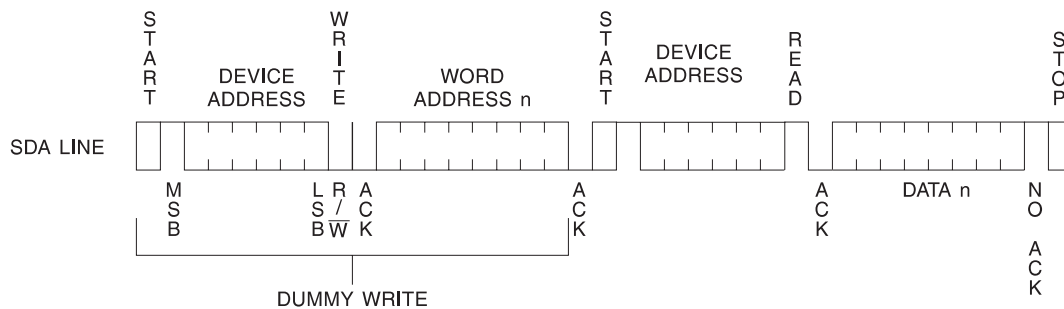 START
DEVICE
ADDRESS
WRITE
WORD
ADDRESS n
START
DEVICE
ADDRESS
READ
STOP
SDA LINE
MSB
LSB
R/W
ACK
ACK
ACK
DATA n
NO ACK
DUMMY WRITE